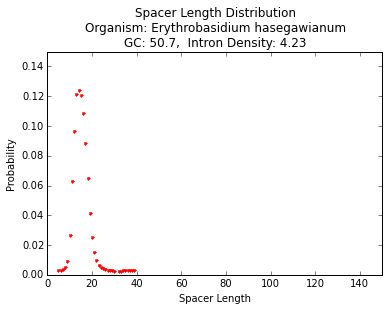 Spacer Length Distribution
Organism: Erythrobasidium hasegawianum
GC: 50.7,  Intron Density: 4.23
0.14
0.12
0.10
0.08
0.06
0.04
0.02
0.00
Probability
0 20 40 60 80 100 120 140
Spacer Length